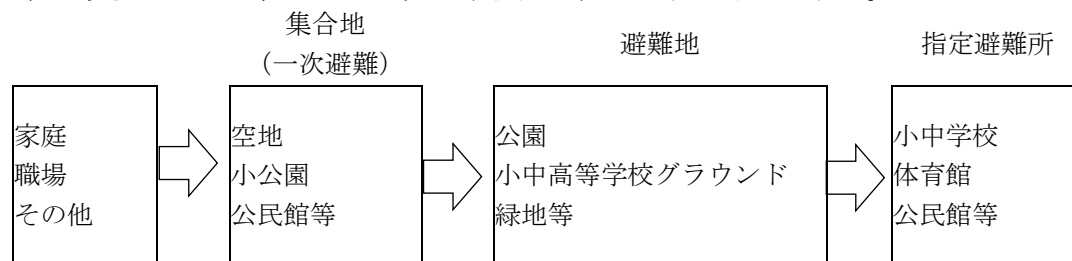 集合地
（一次避難）
避難地
指定避難所
家庭
職場
その他
空地
小公園
公民館等
公園
小中高等学校グラウンド
緑地等
小中学校
体育館
公民館等